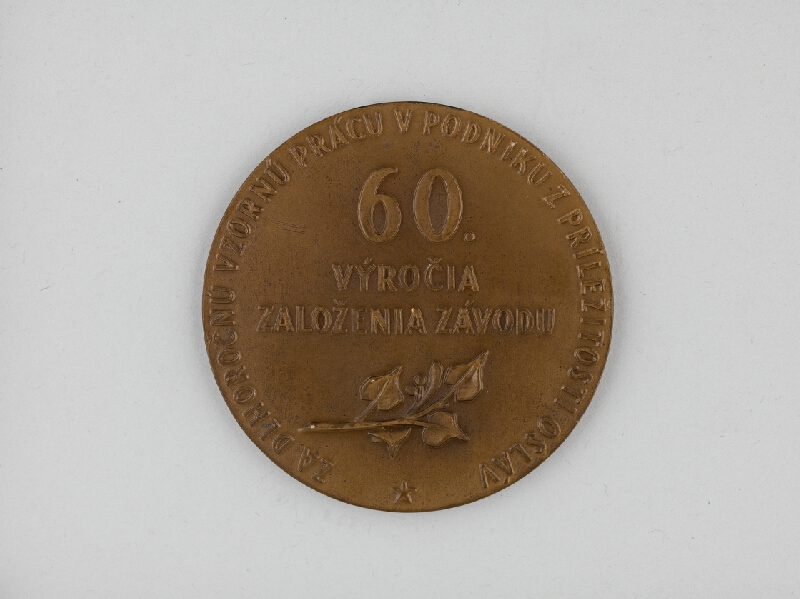 ZA DLHOROČNÚ VZORNÚ PRÁCU V PODNIKU Z PRÍLEŽITOSTI OSLÁV
60.
VÝROČIA
ZALOŽENIA ZÁVODU